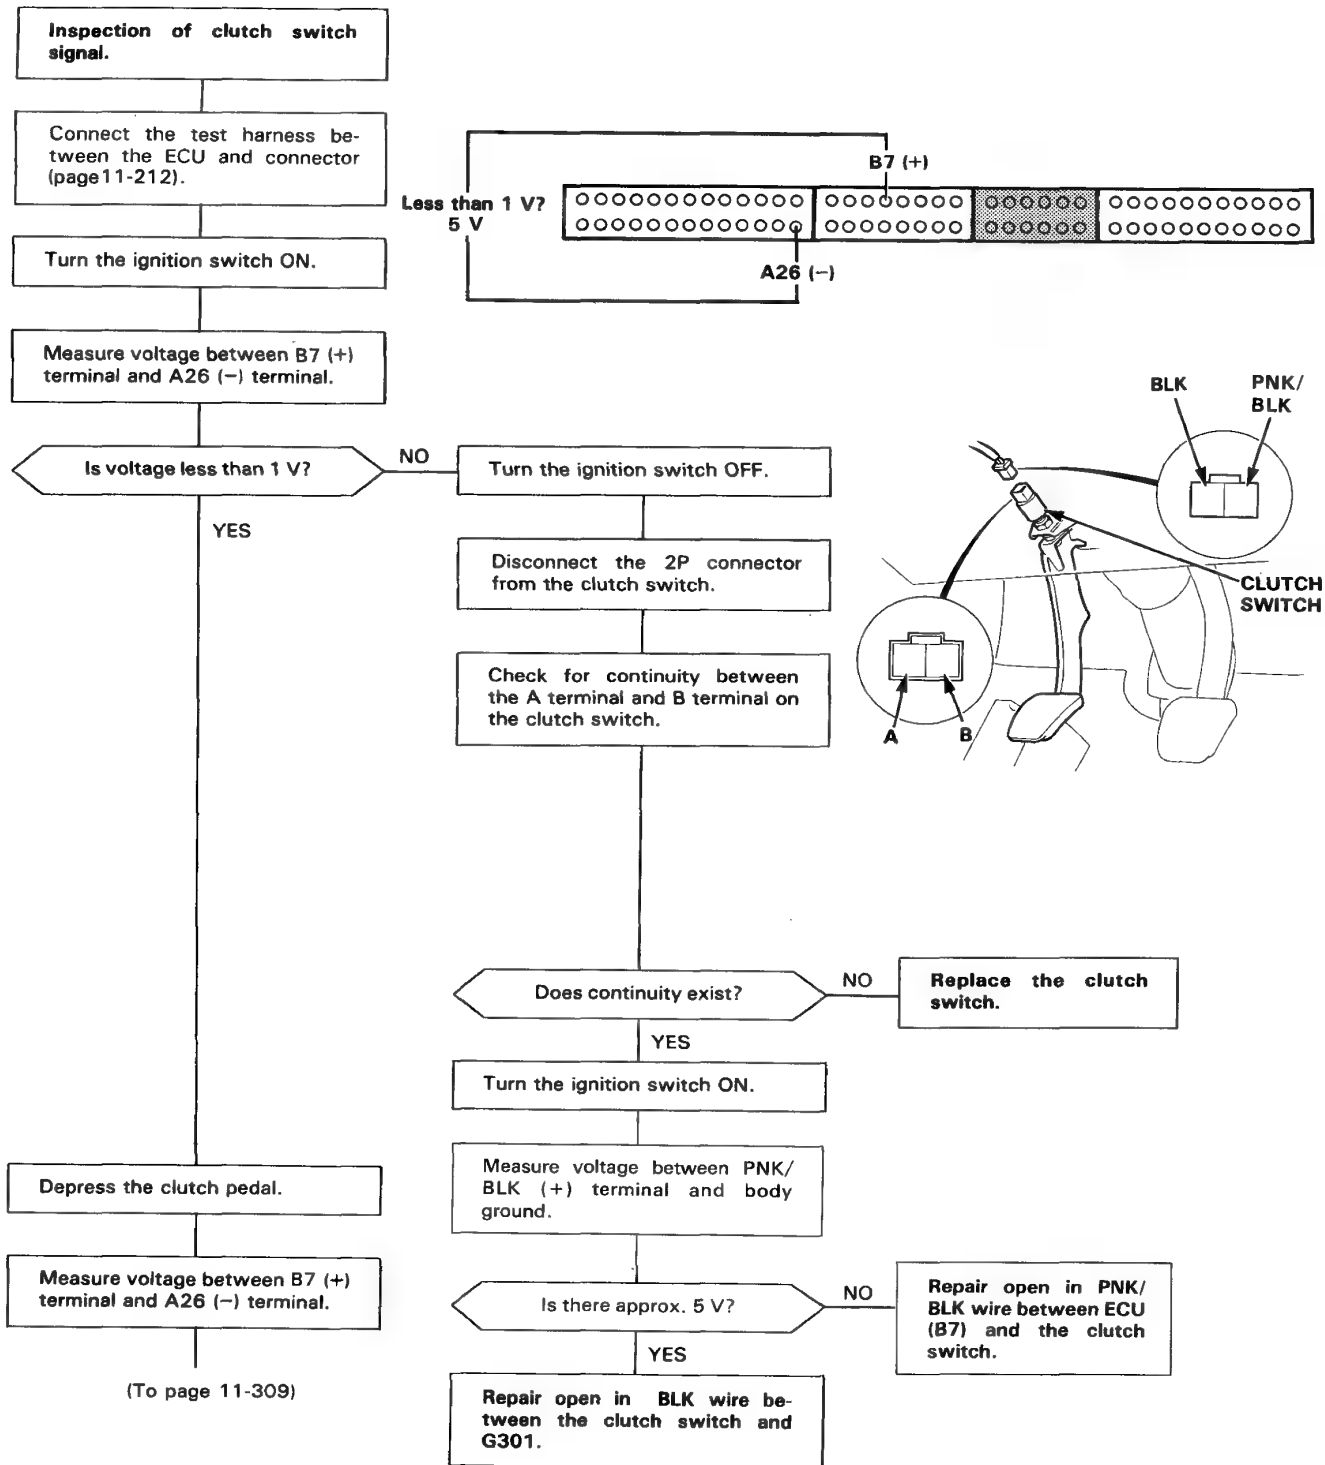 Inspection of clutch switch
signal.
Connect the test harness be-
tween the ECU and connector
(page11-212).
Turn the ignition switch ON.
Measure voltage between B7 (+)
terminal and A26 (−) terminal.
Is voltage less than 1 V?
NO
YES
Less than 1 V?
5 V
B7 (+)
A26 (−)
Turn the ignition switch OFF.
Disconnect the 2P connector
from the clutch switch.
Check for continuity between
the A terminal and B terminal on
the clutch switch.
BLK
PNK/
BLK
CLUTCH
SWITCH
A
B
Does continuity exist?
NO
Replace the clutch
switch.
YES
Turn the ignition switch ON.
Measure voltage between PNK/
BLK (+) terminal and body
ground.
Is there approx. 5 V?
NO
Repair open in PNK/
BLK wire between ECU
(B7) and the clutch
switch.
YES
Repair open in BLK wire be-
tween the clutch switch and
G301.
Depress the clutch pedal.
Measure voltage between B7 (+)
terminal and A26 (−) terminal.
(To page 11-309)